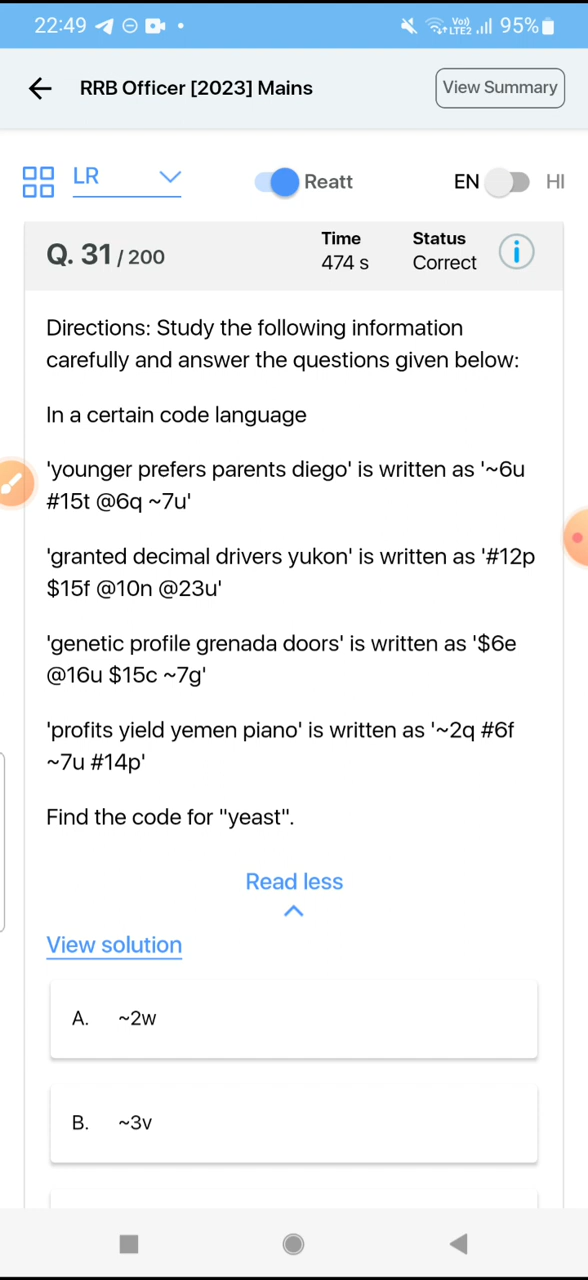 22:49
Vo))
LTE2 95%
RRB Officer [2023] Mains
View Summary
LR
Reatt
EN HI
Q. 31 / 200
Time
474 s
Status
Correct
i
Directions: Study the following information
carefully and answer the questions given below:
In a certain code language
'younger prefers parents diego' is written as '~6u
#15t @6q ~7u'
'granted decimal drivers yukon' is written as '#12p
$15f @10n @23u'
'genetic profile grenada doors' is written as '$6e
@16u $15c ~7g'
'profits yield yemen piano' is written as '~2q #6f
~7u #14p'
Find the code for "yeast".
Read less
View solution
A. ~2w
B. ~3v